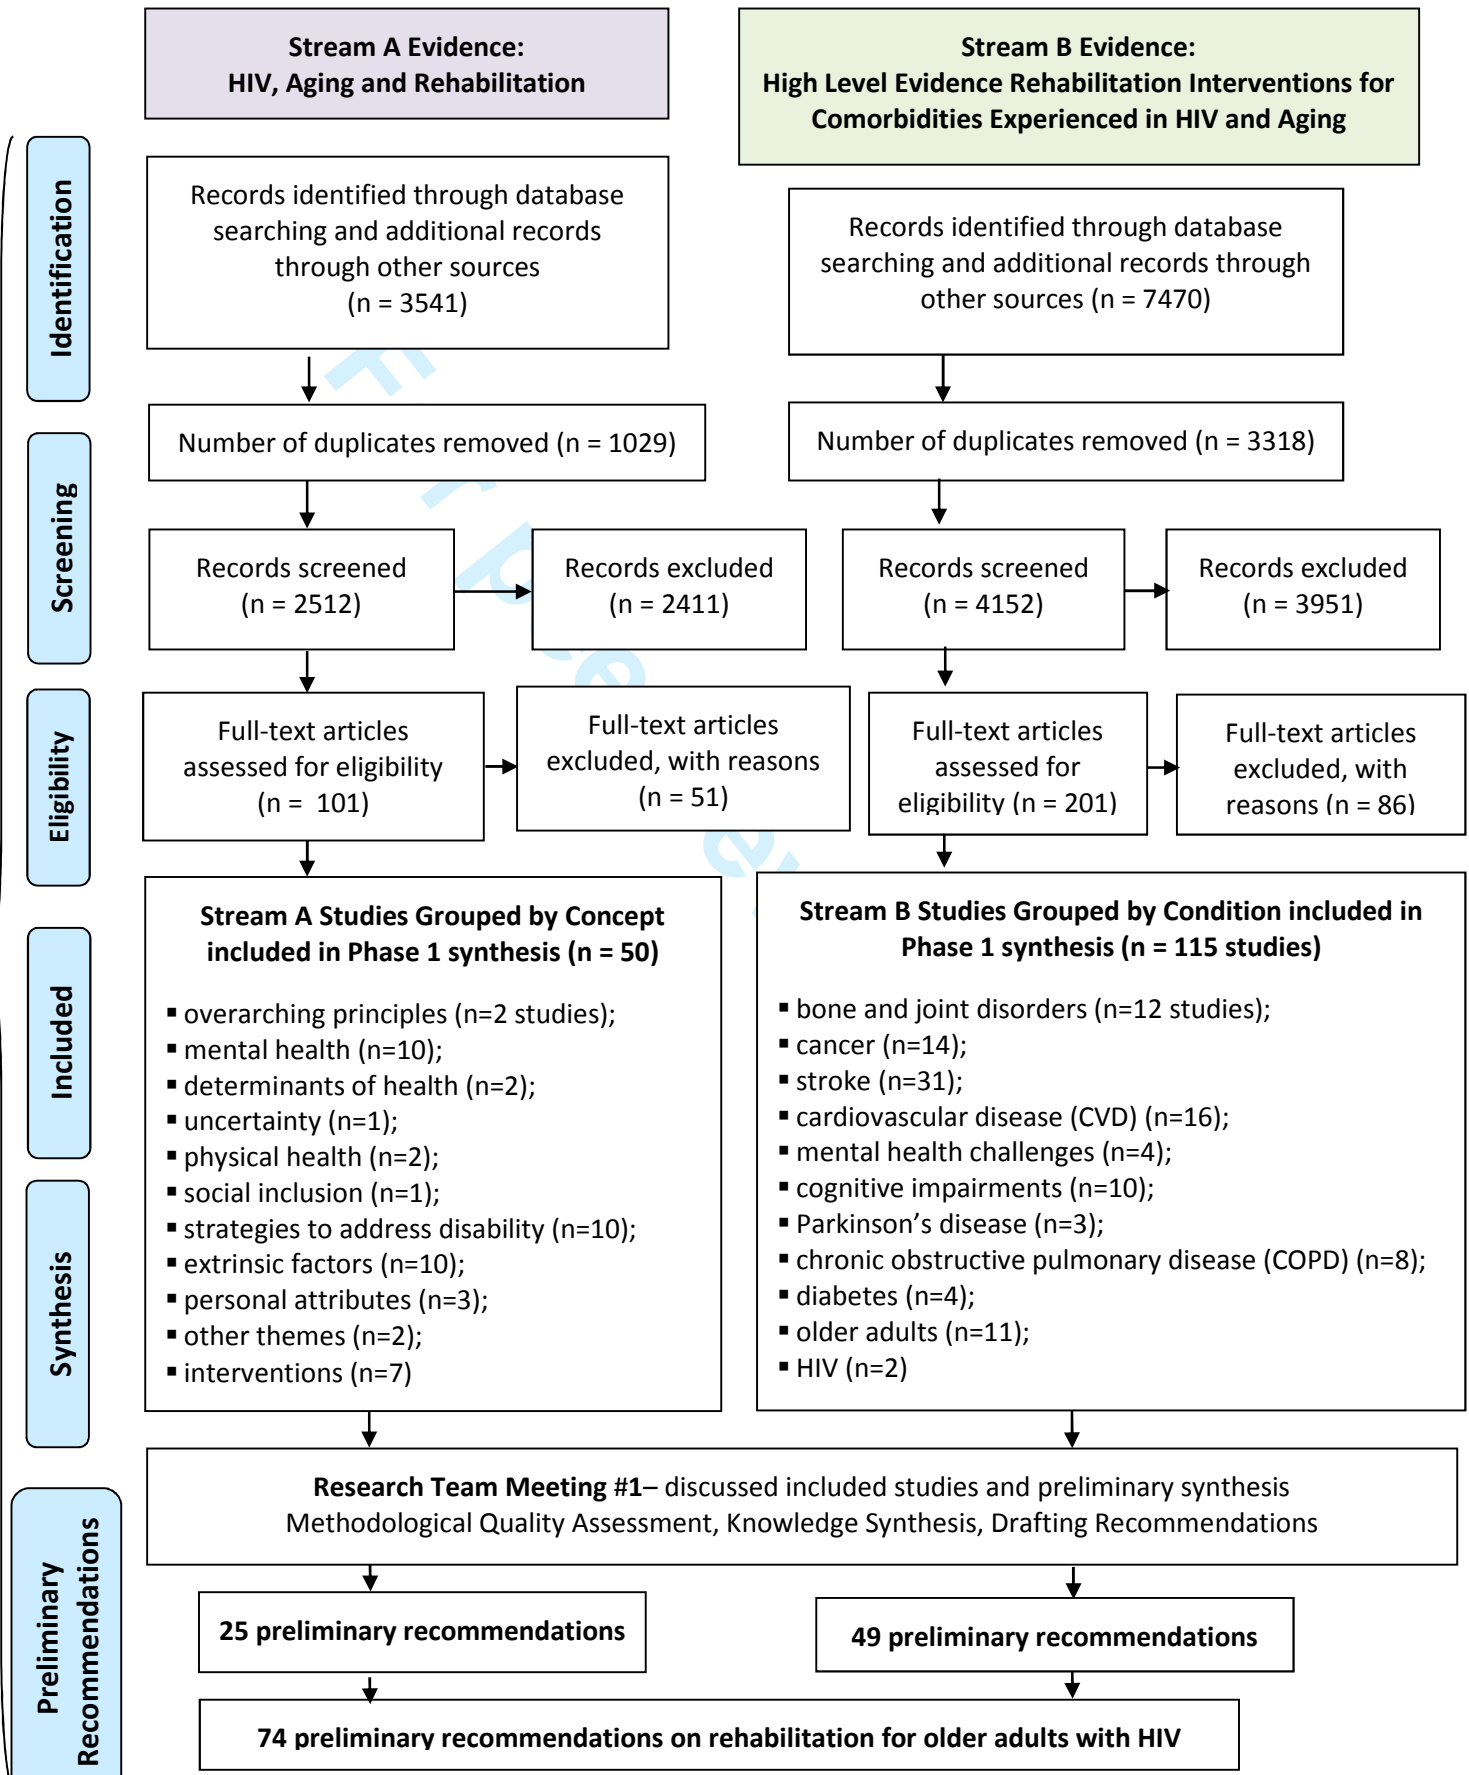 Stream A Evidence:
HIV, Aging and Rehabilitation
Stream B Evidence:
High Level Evidence Rehabilitation Interventions for
Comorbidities Experienced in HIV and Aging
Identification
Records identified through database
searching and additional records
through other sources
(n = 3541)
Records identified through database
searching and additional records through
other sources (n = 7470)
Number of duplicates removed (n = 1029)
Number of duplicates removed (n = 3318)
Screening
Records screened
(n = 2512)
Records excluded
(n = 2411)
Records screened
(n = 4152)
Records excluded
(n = 3951)
Eligibility
Full-text articles
assessed for eligibility
(n =  101)
Full-text articles
excluded, with reasons
(n = 51)
Full-text articles
assessed for
eligibility (n = 201)
Full-text articles
excluded, with
reasons (n = 86)
Included
Synthesis
Stream A Studies Grouped by Concept
included in Phase 1 synthesis (n = 50)
▪ overarching principles (n=2 studies);
▪ mental health (n=10);
▪ determinants of health (n=2);
▪ uncertainty (n=1);
▪ physical health (n=2);
▪ social inclusion (n=1);
▪ strategies to address disability (n=10);
▪ extrinsic factors (n=10);
▪ personal attributes (n=3);
▪ other themes (n=2);
▪ interventions (n=7)
Stream B Studies Grouped by Condition included in
Phase 1 synthesis (n = 115 studies)
▪ bone and joint disorders (n=12 studies);
▪ cancer (n=14);
▪ stroke (n=31);
▪ cardiovascular disease (CVD) (n=16);
▪ mental health challenges (n=4);
▪ cognitive impairments (n=10);
▪ Parkinson’s disease (n=3);
▪ chronic obstructive pulmonary disease (COPD) (n=8);
▪ diabetes (n=4);
▪ older adults (n=11);
▪ HIV (n=2)
Preliminary
Recommendations
Research Team Meeting #1– discussed included studies and preliminary synthesis
Methodological Quality Assessment, Knowledge Synthesis, Drafting Recommendations
25 preliminary recommendations
49 preliminary recommendations
74 preliminary recommendations on rehabilitation for older adults with HIV